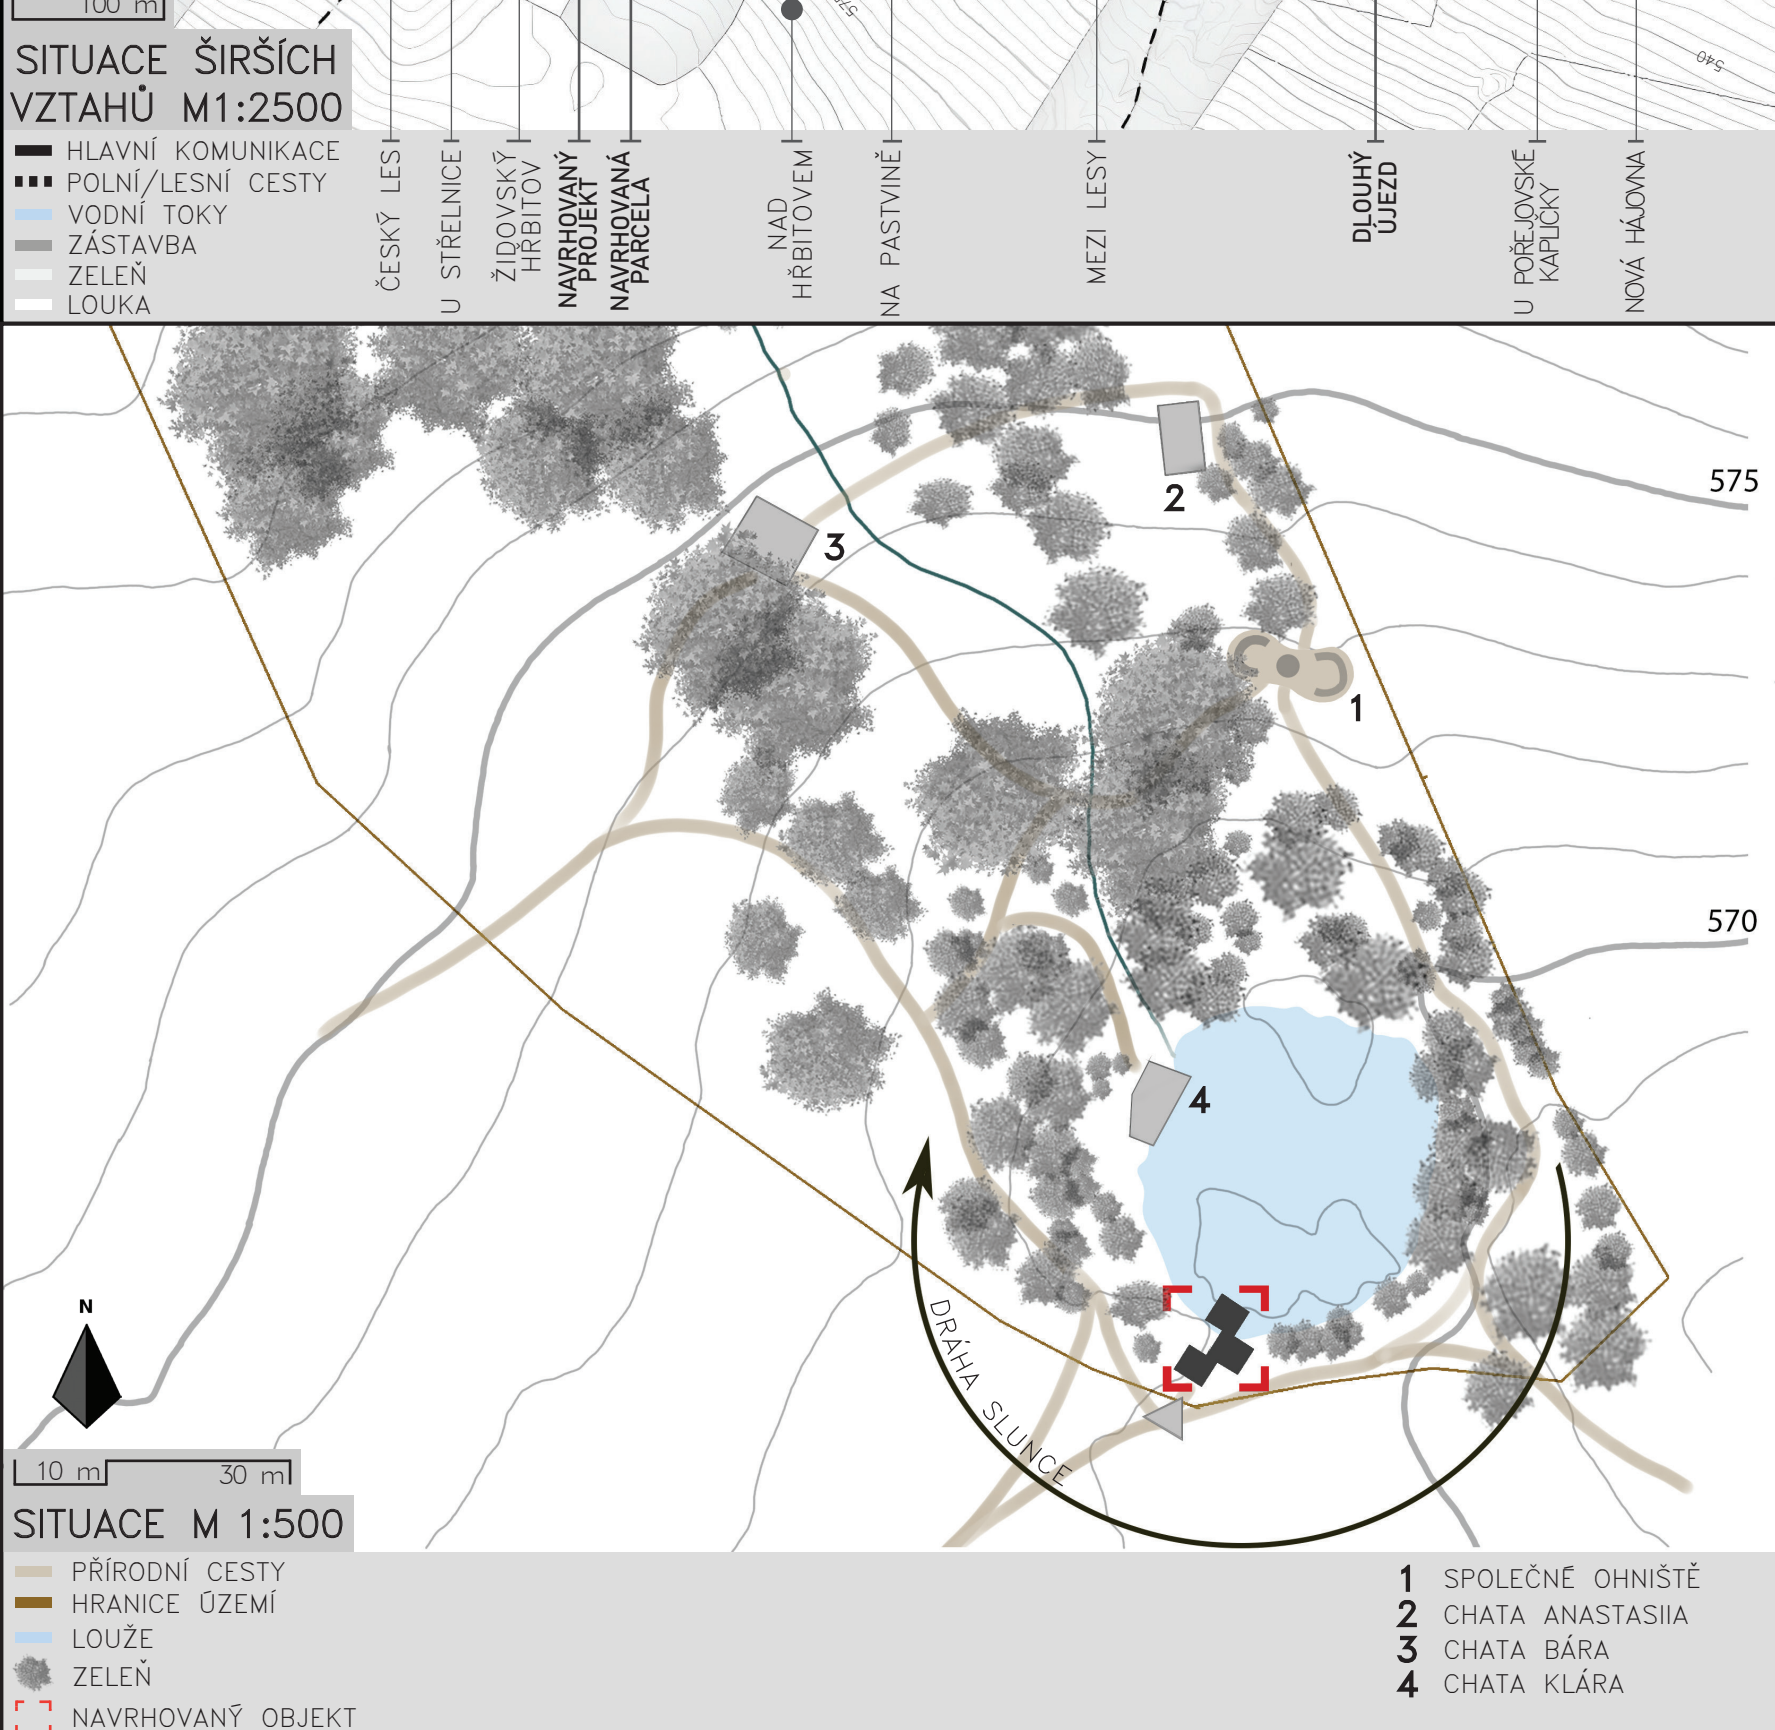 100 m
540
SITUACE ŠIRŠÍCH
VZTAHŮ M1:2500
HLAVNÍ KOMUNIKACE
POLNÍ/LESNÍ CESTY
VODNÍ TOKY
ZÁSTAVBA
ZELEŇ
LOUKA
ČESKÝ LES
U STŘELNICE
ŽIDOVSKÝ
HŘBITOV
NAVRHOVANÝ
PROJEKT
NAVRHOVANÁ
PARCELA
NAD
HŘBITOVEM
NA PASTVINĚ
MEZI LESY
DLOUHÝ
ÚJEZD
U POŘEJOVSKÉ
KAPLIČKY
NOVÁ HÁJOVNA
575
2
3
1
570
4
N
DRÁHA SLUNCE
10 m
30 m
SITUACE M 1:500
PŘÍRODNÍ CESTY
HRANICE ÚZEMÍ
LOUŽE
ZELEŇ
NAVRHOVANÝ OBJEKT
1 SPOLEČNÉ OHNIŠTĚ
2 CHATA ANASTASIIA
3 CHATA BÁRA
4 CHATA KLÁRA